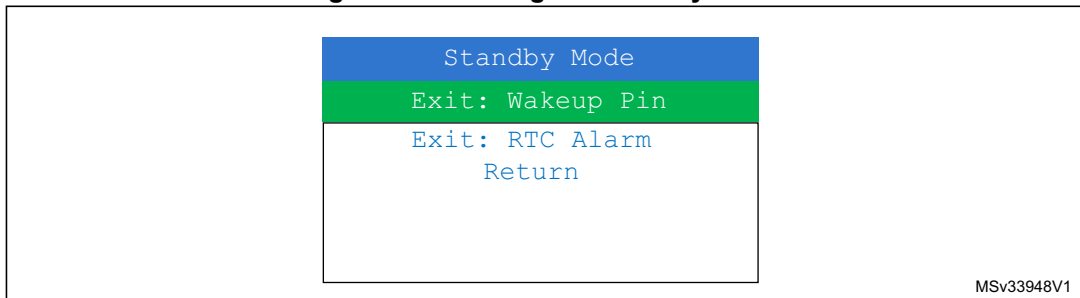 Standby Mode
Exit: Wakeup Pin
Exit: RTC Alarm
Return
MSv33948V1